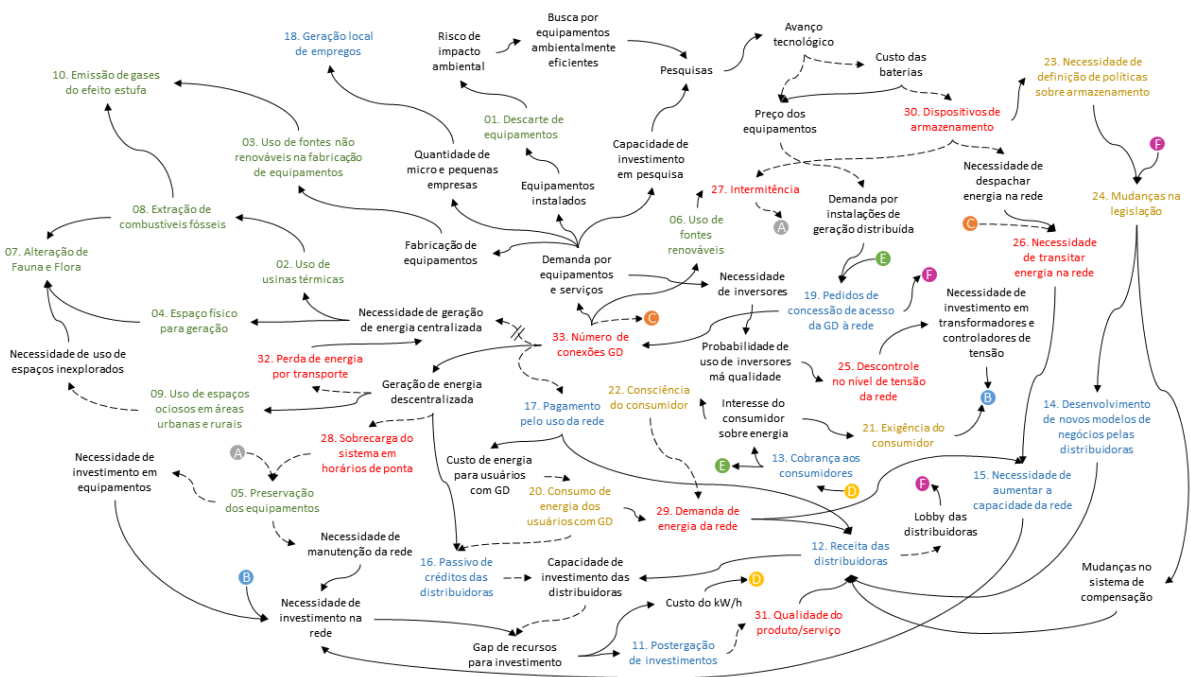 18. Geração local
de empregos
Risco de
impacto
ambiental
Busca por
equipamentos
ambientalmente
eficientes
Pesquisas
Avanço
tecnológico
Custo das
baterias
23. Necessidade de
definição de políticas
sobre armazenamento
10. Emissão de gases
do efeito estufa
03. Uso de fontes não
renováveis na fabricação
de equipamentos
Quantidade de
micro e pequenas
empresas
01. Descarte de
equipamentos
Equipamentos
instalados
Capacidade de
investimento
em pesquisa
Preço dos
equipamentos
30. Dispositivos de
armazenamento
F
27. Intermitência
A
Necessidade de
despachar
energia na rede
24. Mudanças na
legislação
08. Extração de
combustíveis fósseis
07. Alteração de
Fauna e Flora
02. Uso de
usinas térmicas
Fabricação de
equipamentos
Demanda por
equipamentos
e serviços
06. Uso de
fontes
renováveis
Demanda por
instalações de
geração distribuída
C
26. Necessidade
de transitar
energia na rede
E
F
Necessidade
de inversores
19. Pedidos de
concessão de acesso
da GD à rede
Necessidade de
investimento em
transformadores e
controladores de
tensão
04. Espaço físico
para geração
Necessidade de geração
de energia centralizada
33. Número de
conexões GD
C
Necessidade de uso de
espaços inexplorados
32. Perda de energia
por transporte
Probabilidade de
uso de inversores
má qualidade
25. Descontrole
no nível de tensão
da rede
09. Uso de espaços
ociosos em áreas
urbanas e rurais
Geração de energia
descentralizada
17. Pagamento
pelo uso da rede
22. Consciência
do consumidor
Interesse do
consumidor
sobre energia
21. Exigência do
consumidor
B
14. Desenvolvimento
de novos modelos de
negócios pelas
distribuidoras
28. Sobrecarga do
sistema em
horários de ponta
A
Necessidade de
investimento em
equipamentos
Custo de energia
para usuários
com GD
E
13. Cobrança aos
consumidores
D
15. Necessidade de
aumentar a
capacidade da rede
F
05. Preservação
dos equipamentos
20. Consumo de
energia dos
usuários com GD
29. Demanda de
energia da rede
Lobby das
distribuidoras
Necessidade de
manutenção da rede
16. Passivo de
créditos das
distribuidoras
Capacidade de
investimento das
distribuidoras
12. Receita das
distribuidoras
Mudanças no
sistema de
compensação
B
D
Necessidade de
investimento na
rede
Custo do kW/h
31. Qualidade do
produto/serviço
Gap de recursos
para investimento
11. Postergação
de investimentos